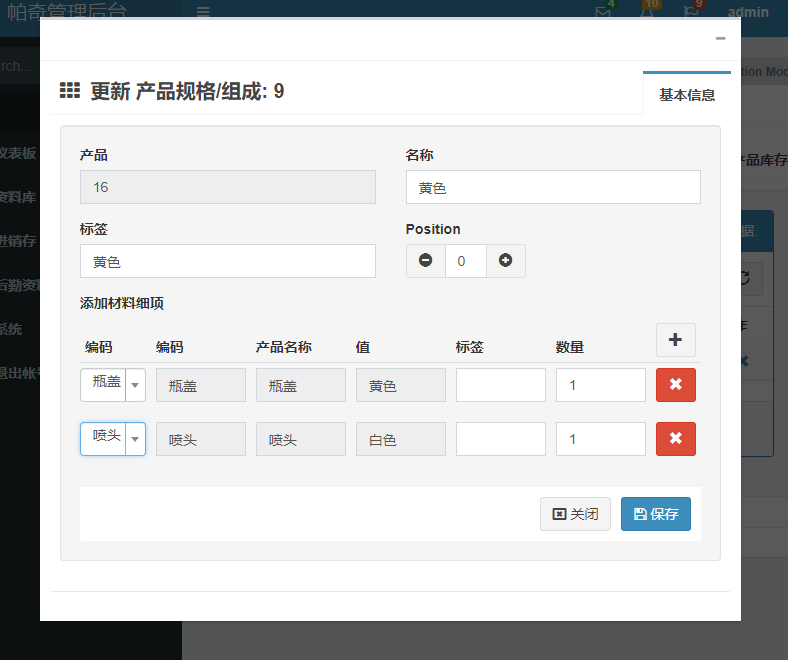 帕奇管理后台
4
10
9
admin
rch...
tion Mod
更新 产品规格/组成: 9
基本信息
仪表板
资料库
进销存
后勤资
系统
退出帐
产品库存
据.
作
产品
名称
16
黄色
标签
Position
黄色
0
添加材料细项
编码 编码 产品名称 值 标签 数量
瓶盖 瓶盖 瓶盖 黄色 1
喷头 喷头 喷头 白色 1
关闭
保存